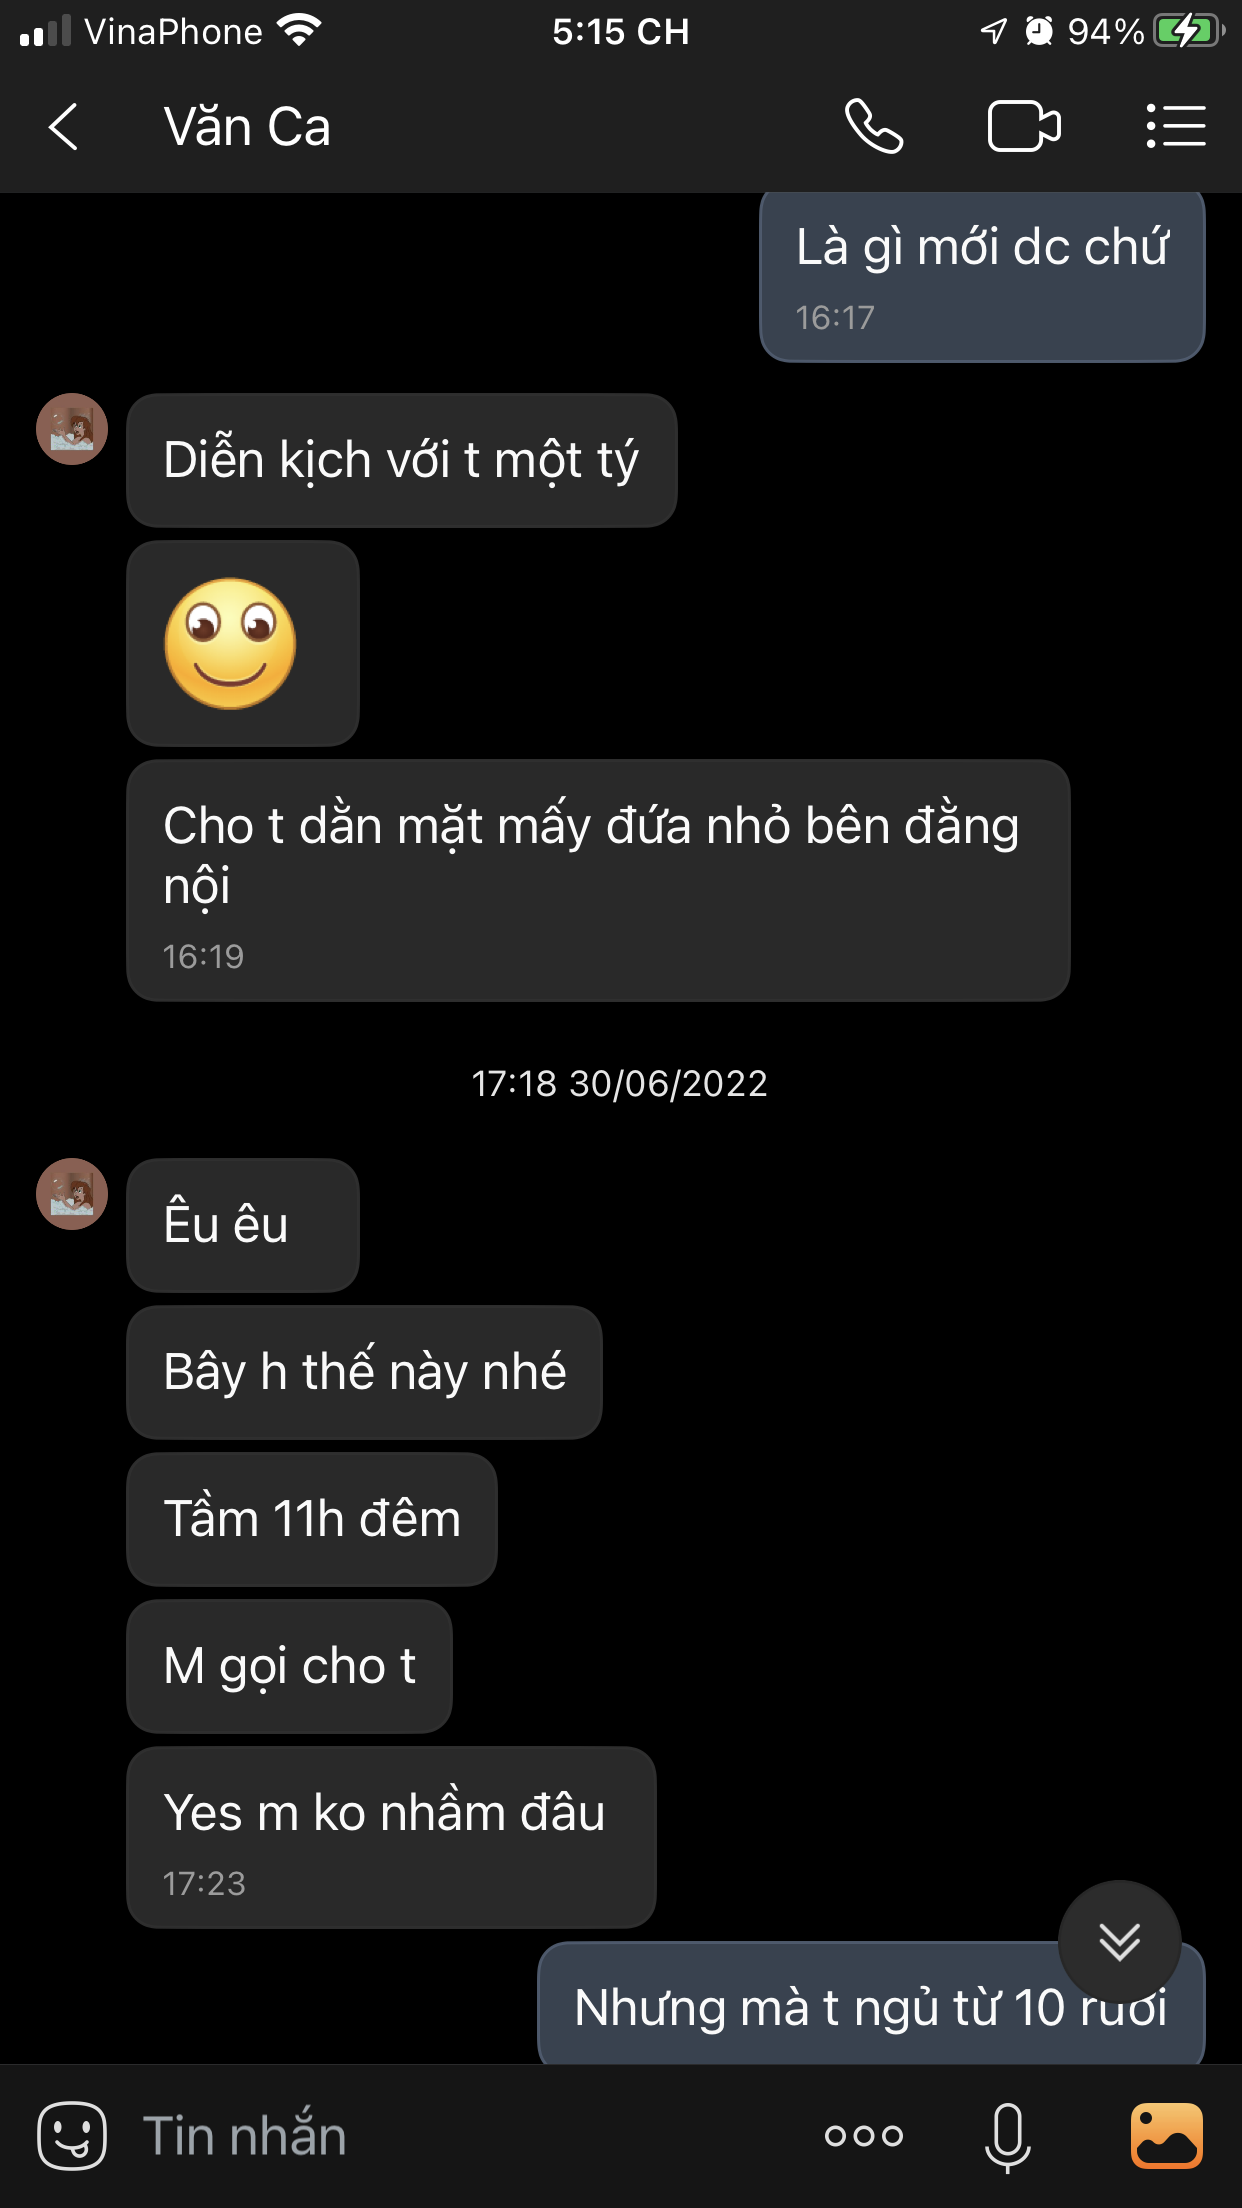 VinaPhone 5:15 CH 94%
Văn Ca
Là gì mới dc chứ
16:17
Diễn kịch với t một tý
Cho t dằn mặt mấy đứa nhỏ bên đằng
nội
16:19
17:18 30/06/2022
Êu êu
Bây h thế này nhé
Tầm 11h đêm
M gọi cho t
Yes m ko nhầm đâu
17:23
Nhưng mà t ngủ từ 10 rưỡi
Tin nhắn